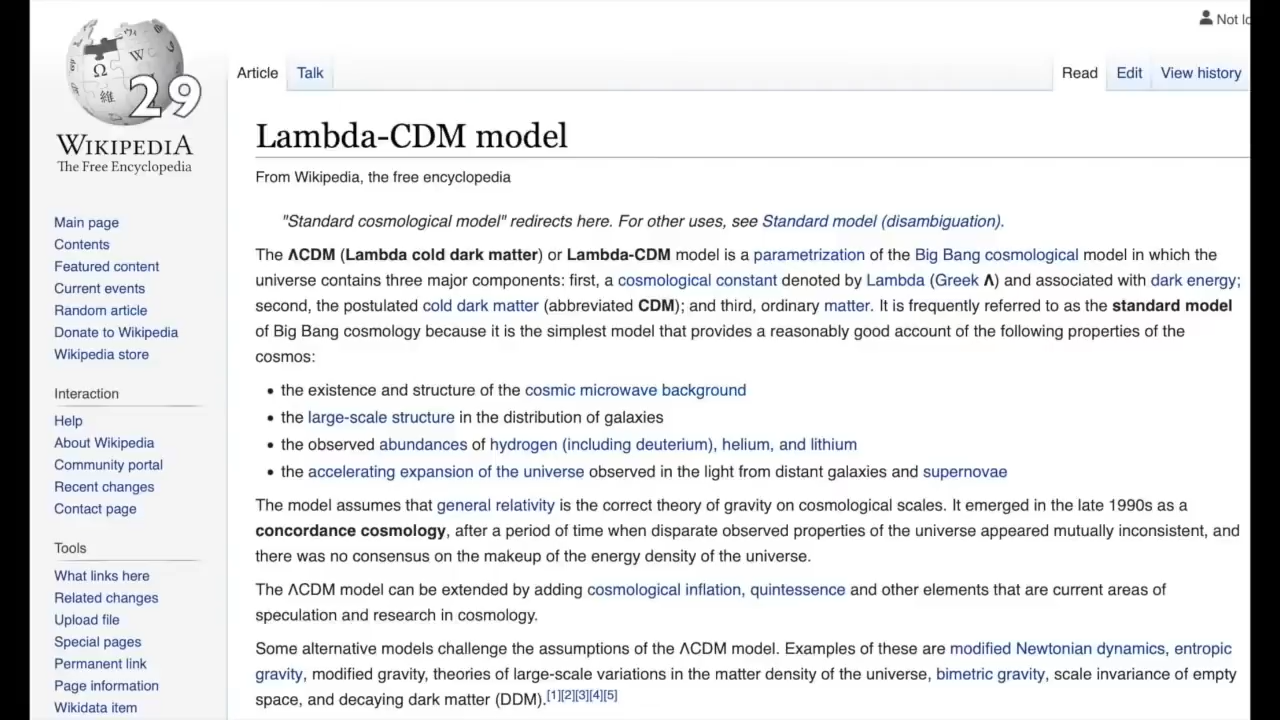 Not lo
Article Talk Read Edit View history
29
WIKIPEDIA
The Free Encyclopedia
Main page
Contents
Featured content
Current events
Random article
Donate to Wikipedia
Wikipedia store
Interaction
Help
About Wikipedia
Community portal
Recent changes
Contact page
Tools
What links here
Related changes
Upload file
Special pages
Permanent link
Page information
Wikidata item
Lambda-CDM model
From Wikipedia, the free encyclopedia
"Standard cosmological model" redirects here. For other uses, see Standard model (disambiguation).
The ΛCDM (Lambda cold dark matter) or Lambda-CDM model is a parametrization of the Big Bang cosmological model in which the
universe contains three major components: first, a cosmological constant denoted by Lambda (Greek Λ) and associated with dark energy;
second, the postulated cold dark matter (abbreviated CDM); and third, ordinary matter. It is frequently referred to as the standard model
of Big Bang cosmology because it is the simplest model that provides a reasonably good account of the following properties of the
cosmos:
• the existence and structure of the cosmic microwave background
• the large-scale structure in the distribution of galaxies
• the observed abundances of hydrogen (including deuterium), helium, and lithium
• the accelerating expansion of the universe observed in the light from distant galaxies and supernovae
The model assumes that general relativity is the correct theory of gravity on cosmological scales. It emerged in the late 1990s as a
concordance cosmology, after a period of time when disparate observed properties of the universe appeared mutually inconsistent, and
there was no consensus on the makeup of the energy density of the universe.
The ΛCDM model can be extended by adding cosmological inflation, quintessence and other elements that are current areas of
speculation and research in cosmology.
Some alternative models challenge the assumptions of the ΛCDM model. Examples of these are modified Newtonian dynamics, entropic
gravity, modified gravity, theories of large-scale variations in the matter density of the universe, bimetric gravity, scale invariance of empty
space, and decaying dark matter (DDM).[1][2][3][4][5]